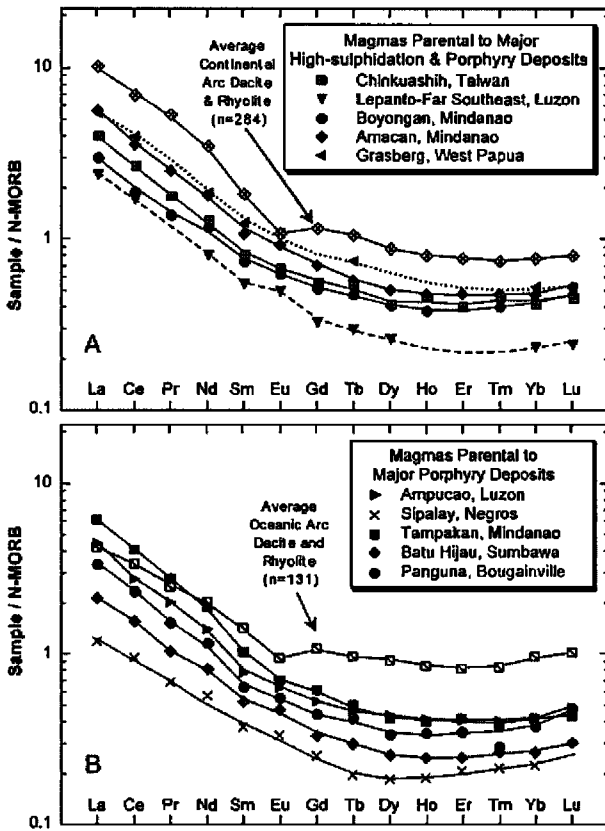 10
1
0.1
Sample / N-MORB
Average
Continental
Arc Dacite
& Rhyolite
(n=284)
Magmas Parental to Major
High-sulphidation & Porphyry Deposits
Chinkuashih, Taiwan
Lepanto-Far Southeast, Luzon
Boyongan, Mindanao
Amacan, Mindanao
Grasberg, West Papua
A
La Ce Pr Nd Sm Eu Gd Tb Dy Ho Er Tm Yb Lu
10
1
0.1
Sample / N-MORB
Average
Oceanic Arc
Dacite and
Rhyolite
(n=131)
Magmas Parental to
Major Porphyry Deposits
Ampucao, Luzon
Sipalay, Negros
Tampakan, Mindanao
Batu Hijau, Sumbawa
Panguna, Bougainville
B
La Ce Pr Nd Sm Eu Gd Tb Dy Ho Er Tm Yb Lu